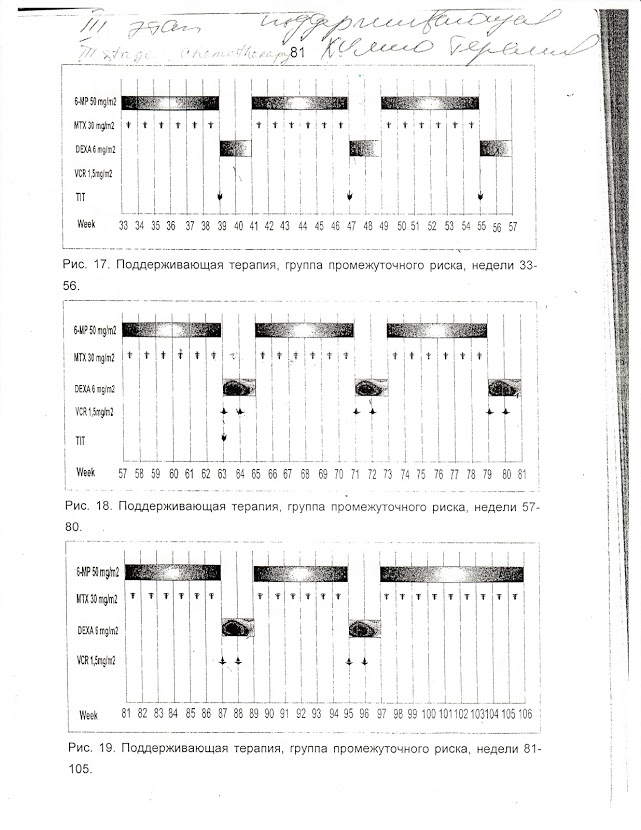 III этап поддерживающая
III stage chemotherapy 81 химио терапия
6-MP 50 mg/m2
MTX 30 mg/m2
DEXA 6 mg/m2
VCR 1,5mg/m2
TIT
Week 33 34 35 36 37 38 39 40 41 42 43 44 45 46 47 48 49 50 51 52 53 54 55 56 57
Рис. 17. Поддерживающая терапия, группа промежуточного риска, недели 33-
56.
6-MP 50 mg/m2
MTX 30 mg/m2
DEXA 6 mg/m2
VCR 1,5mg/m2
TIT
Week 57 58 59 60 61 62 63 64 65 66 67 68 69 70 71 72 73 74 75 76 77 78 79 80 81
Рис. 18. Поддерживающая терапия, группа промежуточного риска, недели 57-
80.
6-MP 50 mg/m2
MTX 30 mg/m2
DEXA 6 mg/m2
VCR 1,5mg/m2
Week 81 82 83 84 85 86 87 88 89 90 91 92 93 94 95 96 97 98 99 100 101 102 103 104 105 106
Рис. 19. Поддерживающая терапия, группа промежуточного риска, недели 81-
105.